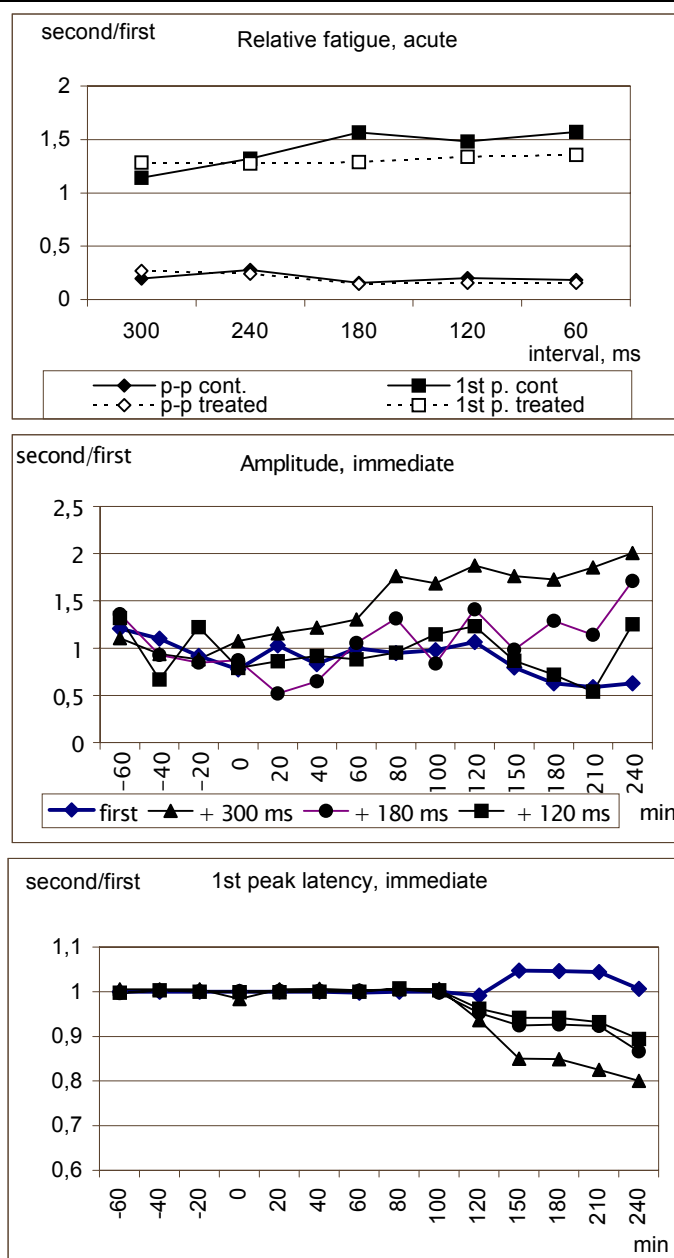 second/first
Relative fatigue, acute
2
1,5
1
0,5
0
300 240 180 120 60
interval, ms
p-p cont. 1st p. cont
p-p treated 1st p. treated
second/first
Amplitude, immediate
2,5
2
1,5
1
0,5
0
-60 -40 -20 0 20 40 60 80 100 120 150 180 210 240
first + 300 ms + 180 ms + 120 ms min
second/first 1st peak latency, immediate
1,1
1
0,9
0,8
0,7
0,6
-60 -40 -20 0 20 40 60 80 100 120 150 180 210 240
min